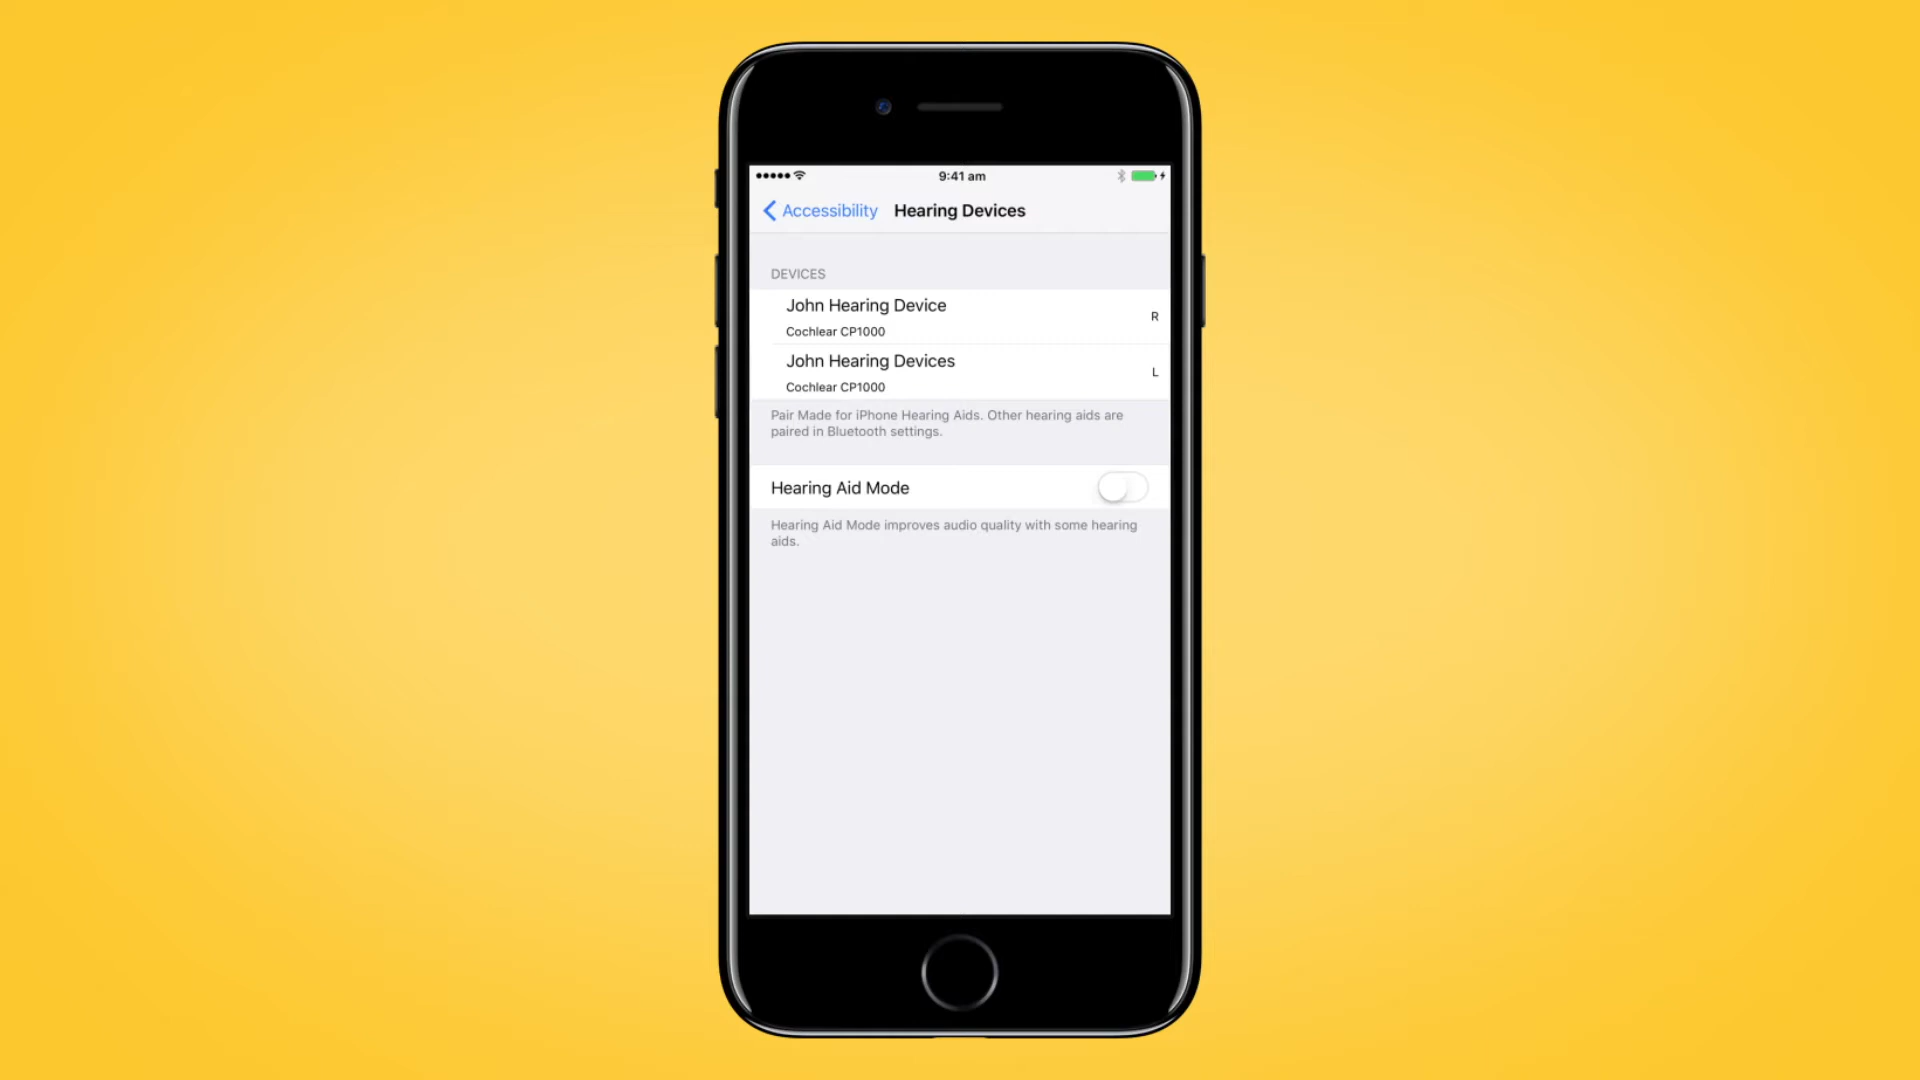 9:41 am
Accessibility Hearing Devices
DEVICES
John Hearing Device
Cochlear CP1000
R
John Hearing Devices
Cochlear CP1000
L
Pair Made for iPhone Hearing Aids. Other hearing aids are
paired in Bluetooth settings.
Hearing Aid Mode
Hearing Aid Mode improves audio quality with some hearing
aids.